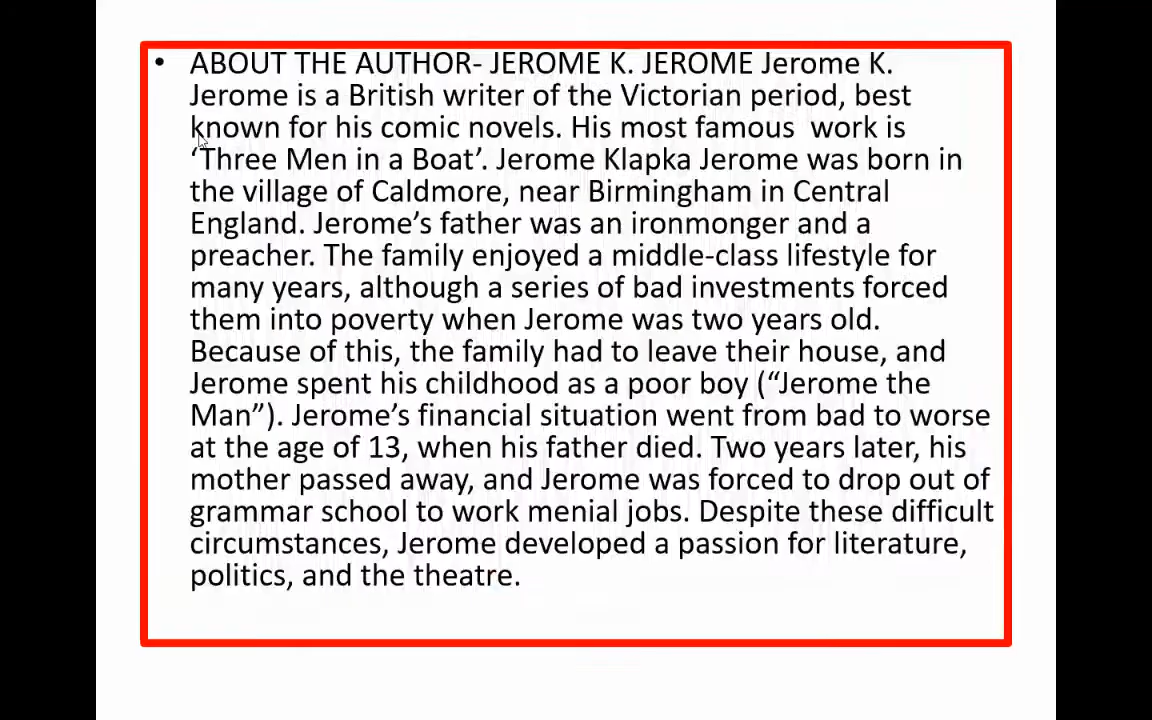 • ABOUT THE AUTHOR- JEROME K. JEROME Jerome K.
Jerome is a British writer of the Victorian period, best
known for his comic novels. His most famous  work is
‘Three Men in a Boat’. Jerome Klapka Jerome was born in
the village of Caldmore, near Birmingham in Central
England. Jerome’s father was an ironmonger and a
preacher. The family enjoyed a middle-class lifestyle for
many years, although a series of bad investments forced
them into poverty when Jerome was two years old.
Because of this, the family had to leave their house, and
Jerome spent his childhood as a poor boy (“Jerome the
Man”). Jerome’s financial situation went from bad to worse
at the age of 13, when his father died. Two years later, his
mother passed away, and Jerome was forced to drop out of
grammar school to work menial jobs. Despite these difficult
circumstances, Jerome developed a passion for literature,
politics, and the theatre.